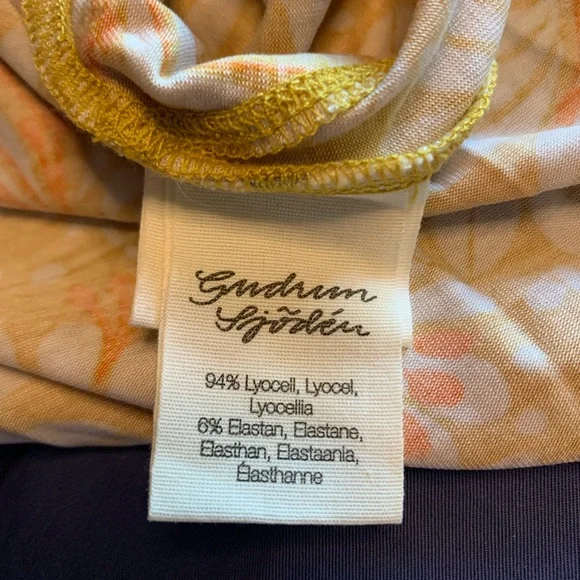 Gudrun
Sjödén
94% Lyocell, Lyocel,
Lyocellia
6% Elastan, Elastane,
Elasthan, Elastaania,
Élasthanne